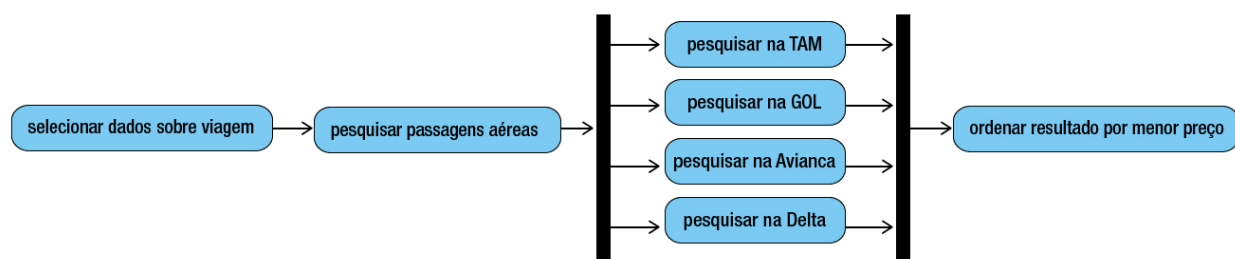 selecionar dados sobre viagem
pesquisar passagens aéreas
pesquisar na TAM
pesquisar na GOL
pesquisar na Avianca
pesquisar na Delta
ordenar resultado por menor preço